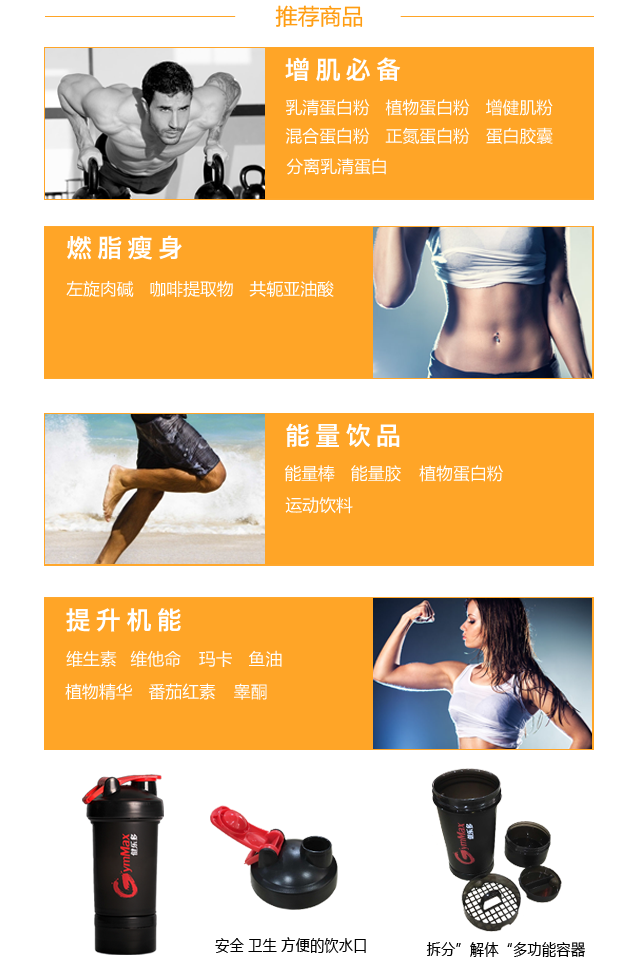 推荐商品
增肌必备
乳清蛋白粉 植物蛋白粉 增健肌粉
混合蛋白粉 正氮蛋白粉 蛋白胶囊
分离乳清蛋白
燃脂瘦身
左旋肉碱 咖啡提取物 共轭亚油酸
能量饮品
能量棒 能量胶 植物蛋白粉
运动饮料
提升机能
维生素 维他命 玛卡 鱼油
植物精华 番茄红素 睾酮
GymMax
健乐多
GymMax
健乐多
安全 卫生 方便的饮水口
拆分”解体“多功能容器